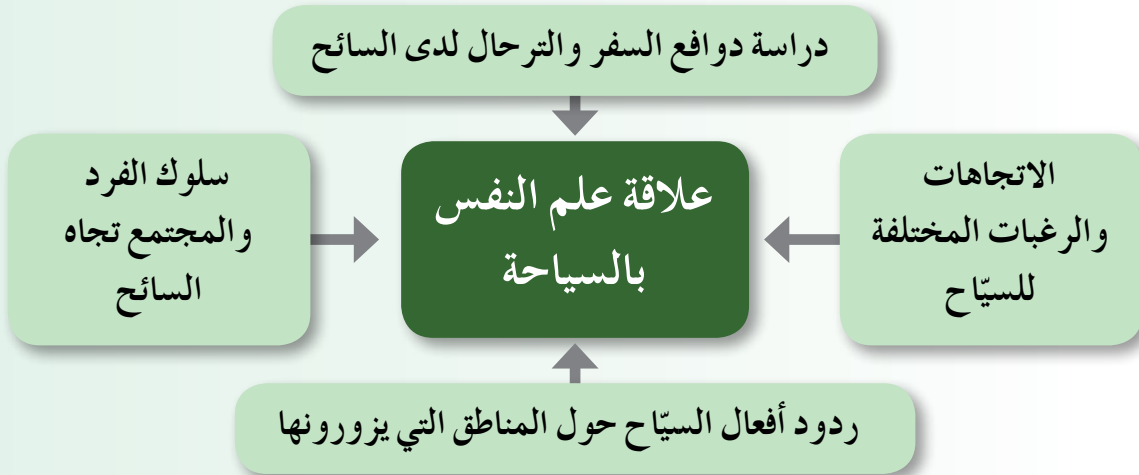 دراسة دوافع السفر والترحال لدى السائح
الاتجاهات
والرغبات المختلفة
للسيّاح
علاقة علم النفس
بالسياحة
سلوك الفرد
والمجتمع تجاه
السائح
ردود أفعال السيّاح حول المناطق التي يزورونها